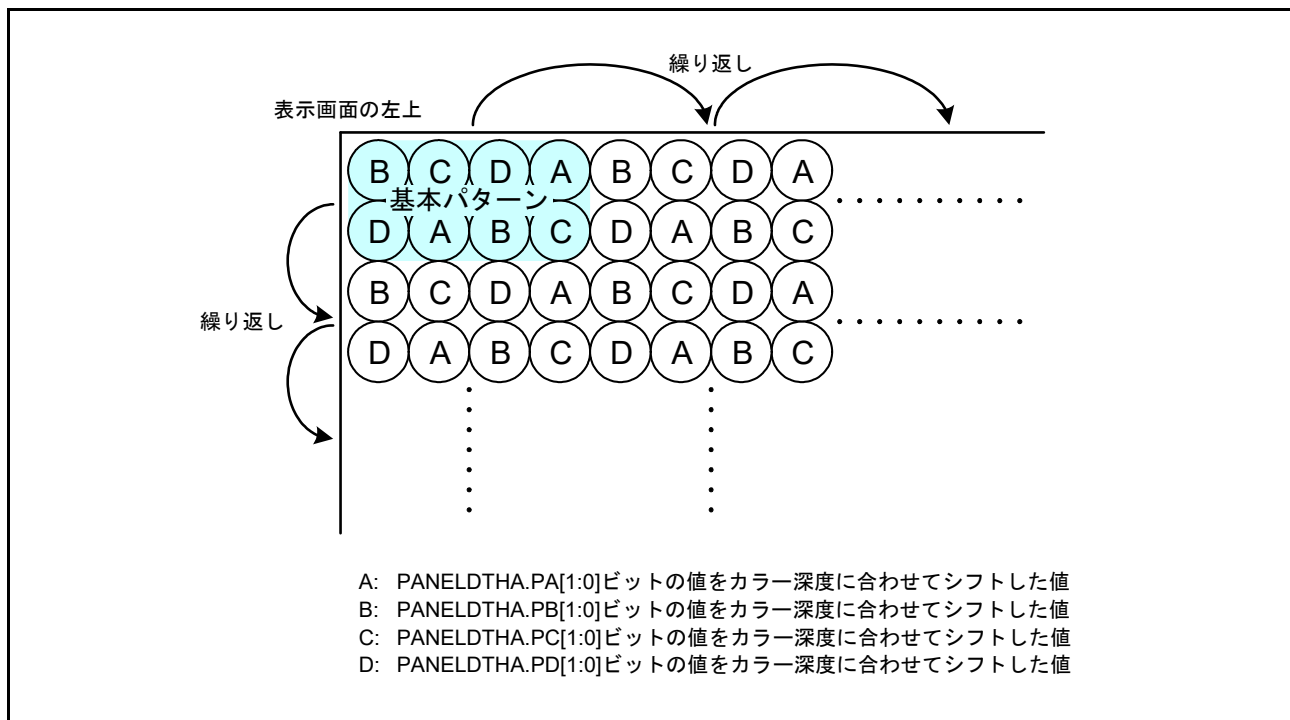 繰り返し
表示画面の左上
B C D A B C D A ..........
基本パターン
D A B C D A B C
B C D A B C D A ..........
繰り返し
D A B C D A B C
A: PANELDTHA.PA[1:0]ビットの値をカラー深度に合わせてシフトした値
B: PANELDTHA.PB[1:0]ビットの値をカラー深度に合わせてシフトした値
C: PANELDTHA.PC[1:0]ビットの値をカラー深度に合わせてシフトした値
D: PANELDTHA.PD[1:0]ビットの値をカラー深度に合わせてシフトした値